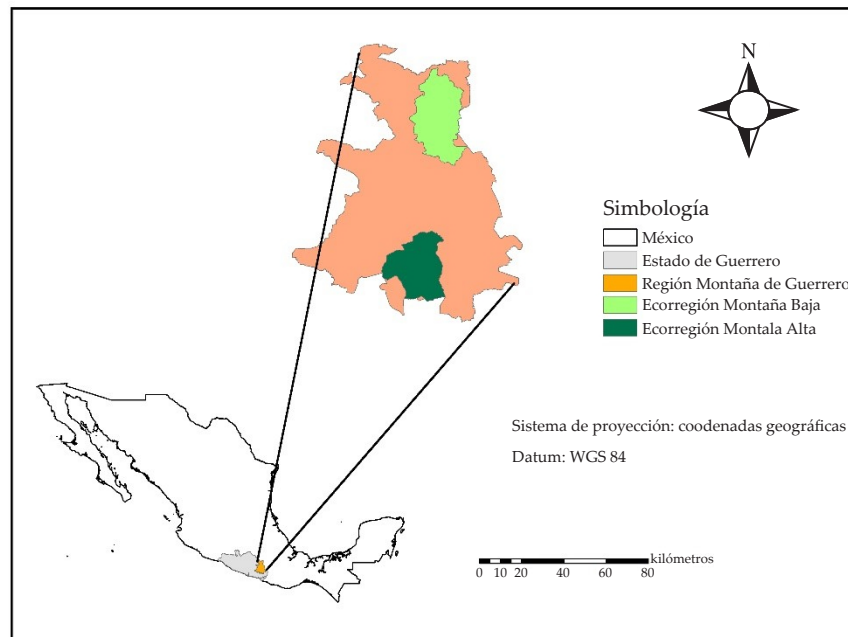 N
Simbología
México
Estado de Guerrero
Región Montaña de Guerrero
Ecorregión Montaña Baja
Ecorregión Montala Alta
Sistema de proyección: coodenadas geográficas
Datum: WGS 84
kilómetros
0 10 20 40 60 80